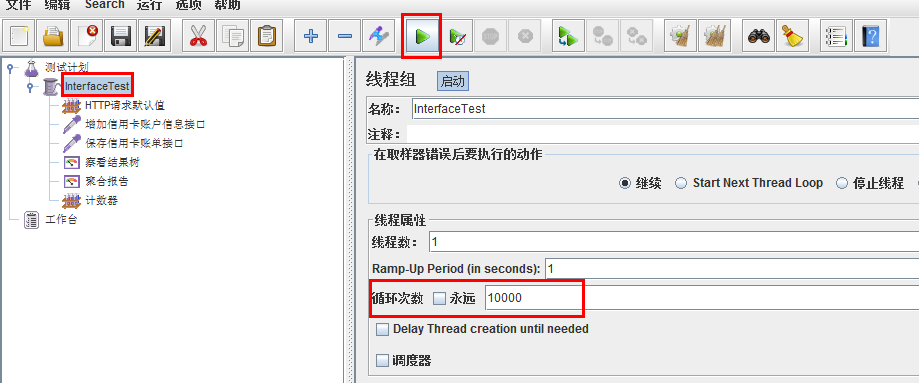 文件 编辑 Search 运行 选项 帮助
测试计划
InterfaceTest
HTTP请求默认值
增加信用卡账户信息接口
保存信用卡账单接口
察看结果树
聚合报告
计数器
工作台
线程组 启动
名称： InterfaceTest
注释：
在取样器错误后要执行的动作
继续 Start Next Thread Loop 停止线程
线程属性
线程数： 1
Ramp-Up Period (in seconds): 1
循环次数 永远 10000
Delay Thread creation until needed
调度器